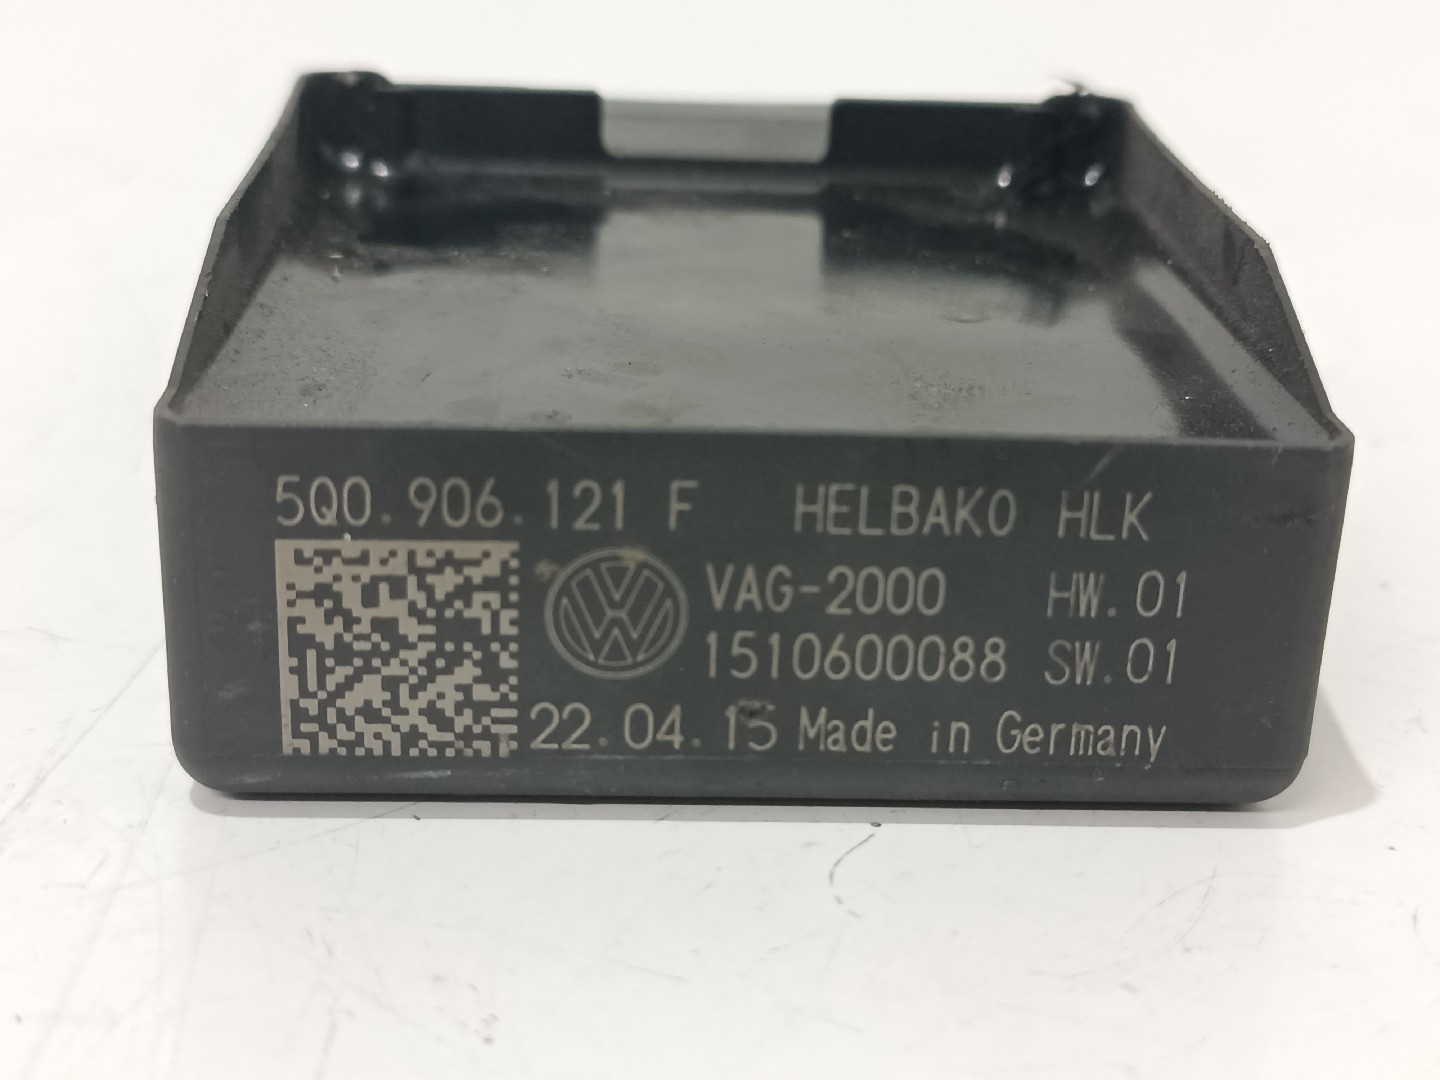 5Q0.906.121 F HELBAKO HLK
VAG-2000 HW.01
1510600088 SW.01
22.04.15 Made in Germany